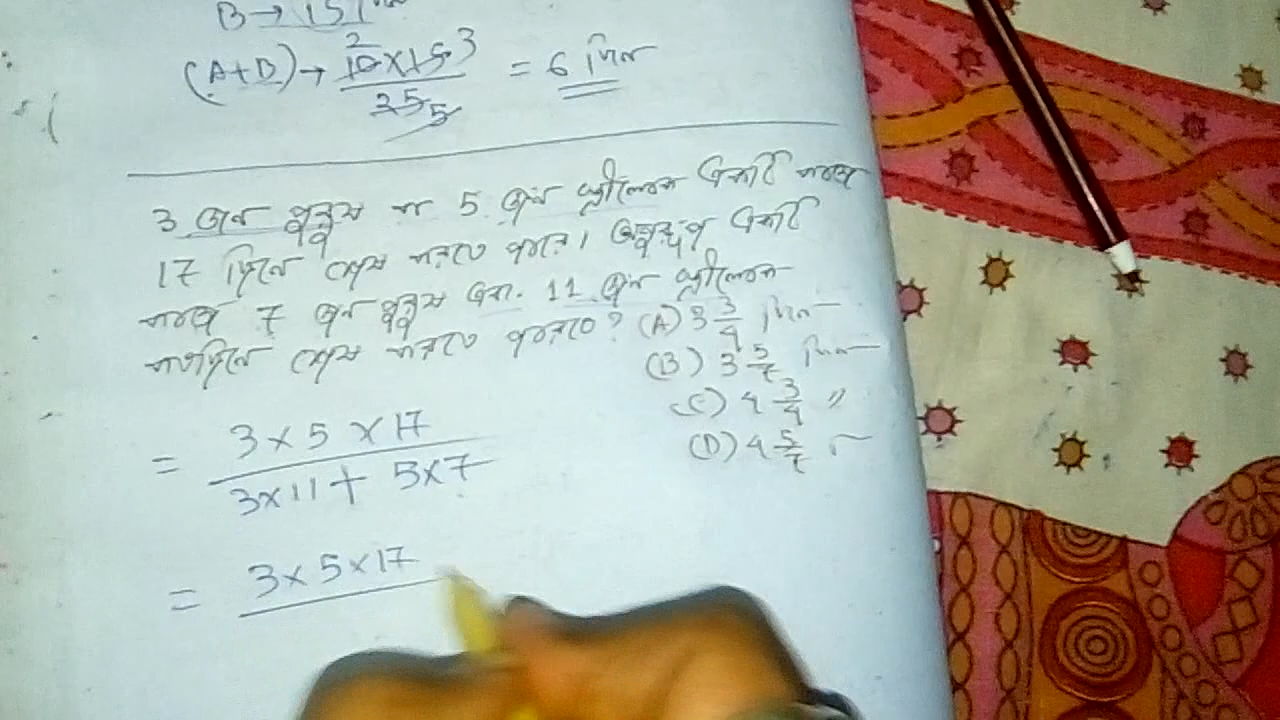 B → 15 দিন
(A+B) → 10×15 / 25 = 6 দিন
3 জন পুরুষ বা 5 জন স্ত্রীলোক একটি কাজ
17 দিনে শেষ করতে পারে। অনুরূপ একটি
কাজ 7 জন পুরুষ এবং 11 জন স্ত্রীলোক
কতদিনে শেষ করতে পারবে? (A) 3 3/4 দিন
(B) 3 5/7 দিন
(C) 4 3/4 〃
(D) 4 5/7
= 3×5×17 / 3×11 + 5×7
= 3×5×17